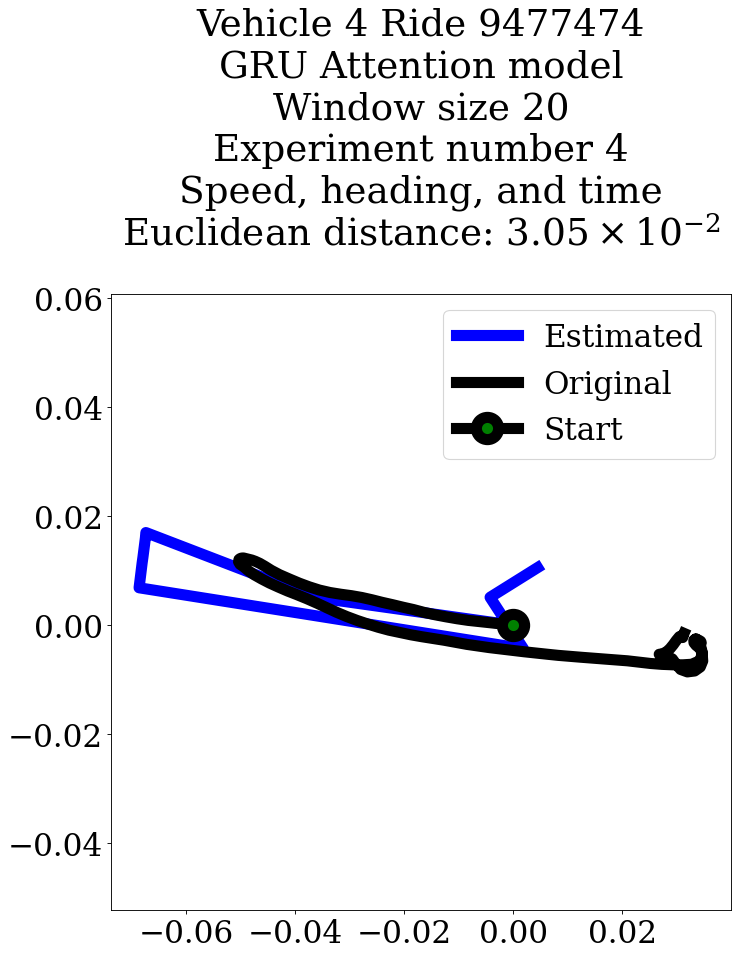 Vehicle 4 Ride 9477474
GRU Attention model
Window size 20
Experiment number 4
Speed, heading, and time
Euclidean distance: 3.05 × 10⁻²
Estimated
Original
Start
0.06
0.04
0.02
0.00
−0.02
−0.04
−0.06 −0.04 −0.02 0.00 0.02